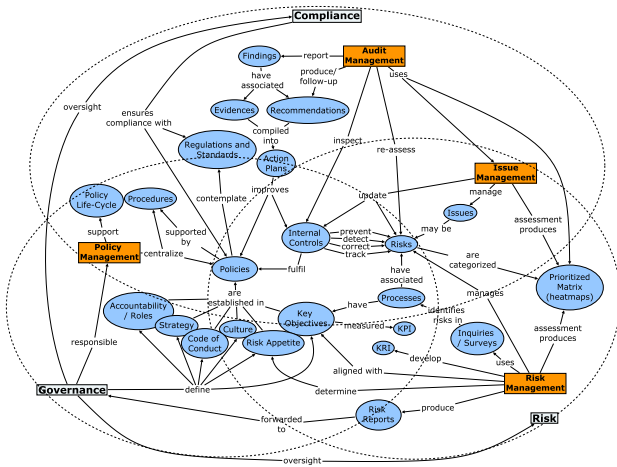 Compliance
Findings
report
Audit
Management
have
associated
produce/
follow-up
uses
oversight
Evidences
Recommendations
ensures
compliance with
compiled
into
Regulations and
Standards
Action
Plans
inspect
re-assess
Issue
Management
Policy
Life-Cycle
Procedures
contemplate
improves
update
manage
Issues
may be
assessment
produces
support
supported
by
Policy
Management
centralize
Internal
Controls
prevent
detect
correct
track
Risks
Policies
fulfil
are
categorized
have
associated
Prioritized
Matrix
(heatmaps)
are
established in
Processes
manages
Accountability
/ Roles
have
Key
Objectives
identifies
risks in
Strategy
Culture
measured
KPI
Code of
Conduct
Risk Appetite
KRI
Inquiries
/ Surveys
assessment
produces
responsible
develop
uses
aligned with
Governance
define
determine
Risk
Management
Risk
Reports
produce
forwarded
to
Risk
oversight